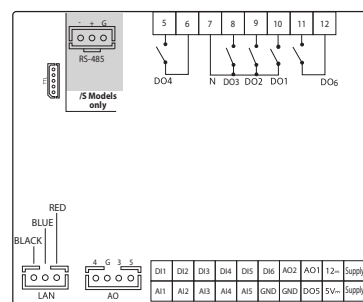 - + G
5 6 7 8 9 10 11 12
RS-485
/S Models
only
DO4 N DO3 DO2 DO1 DO6
RED
BLUE
BLACK
LAN
4 G 3 5
AO
DI1 DI2 DI3 DI4 DI5 DI6 AO2 AO1 12⎓ Supply
AI1 AI2 AI3 AI4 AI5 GND GND DO5 5V⎓ Supply